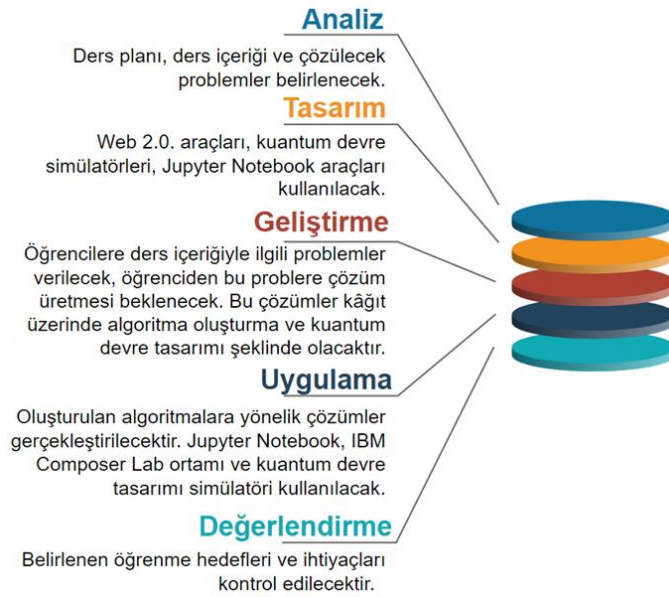 Analiz
Ders planı, ders içeriği ve çözülecek
problemler belirlenecek.
Tasarım
Web 2.0. araçları, kuantum devre
simülatörleri, Jupyter Notebook araçları
kullanılacak.
Geliştirme
Öğrencilere ders içeriğiyle ilgili problemler
verilecek, öğrenciden bu problere çözüm
üretmesi beklenecek. Bu çözümler kâğıt
üzerinde algoritma oluşturma ve kuantum
devre tasarımı şeklinde olacaktır.
Uygulama
Oluşturulan algoritmalara yönelik çözümler
gerçekleştirilecektir. Jupyter Notebook, IBM
Composer Lab ortamı ve kuantum devre
tasarımı simülatöri kullanılacak.
Değerlendirme
Belirlenen öğrenme hedefleri ve ihtiyaçları
kontrol edilecektir.